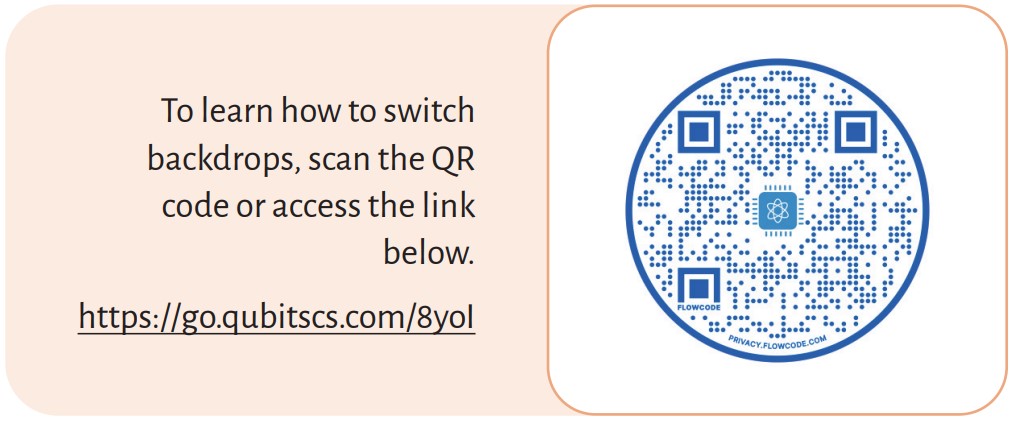 To learn how to switch
backdrops, scan the QR
code or access the link
below.
https://go.qubitscs.com/8yol
FLOWCODE
PRIVACY.FLOWCODE.COM